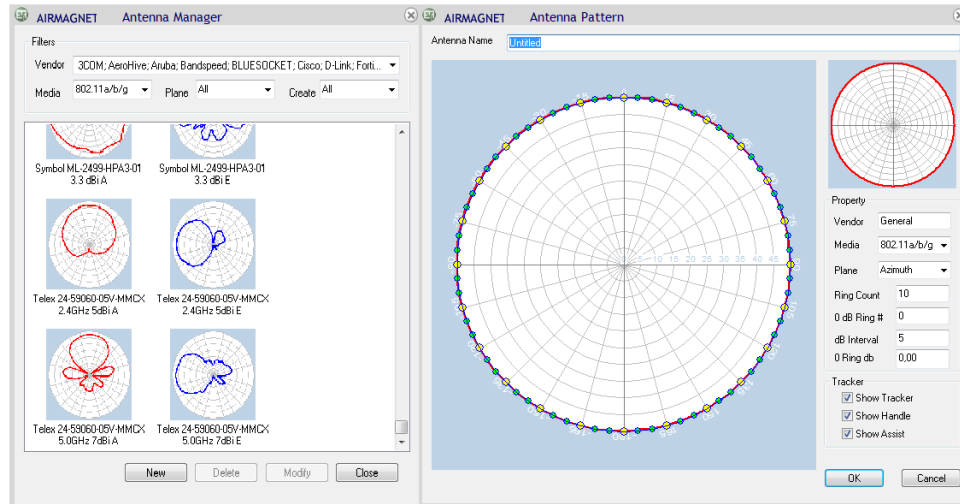 AIRMAGNET Antenna Manager
Filters
Vendor 3COM; AeroHive; Aruba; Bandspeed; BLUESOCKET; Cisco; D-Link; Forti...
Media 802.11a/b/g Plane All Create All
Symbol ML-2499-HPA3-01 3.3 dBi A
Symbol ML-2499-HPA3-01 3.3 dBi E
Telex 24-59060-05V-MMCX 2.4GHz 5dBi A
Telex 24-59060-05V-MMCX 2.4GHz 5dBi E
Telex 24-59060-05V-MMCX 5.0GHz 7dBi A
Telex 24-59060-05V-MMCX 5.0GHz 7dBi E
New Delete Modify Close
AIRMAGNET Antenna Pattern
Antenna Name Untitled
5 10 15 20 25 30 35 40 45
Property
Vendor General
Media 802.11a/b/g
Plane Azimuth
Ring Count 10
0 dB Ring # 0
dB Interval 5
0 Ring db 0,00
Tracker
Show Tracker
Show Handle
Show Assist
OK Cancel